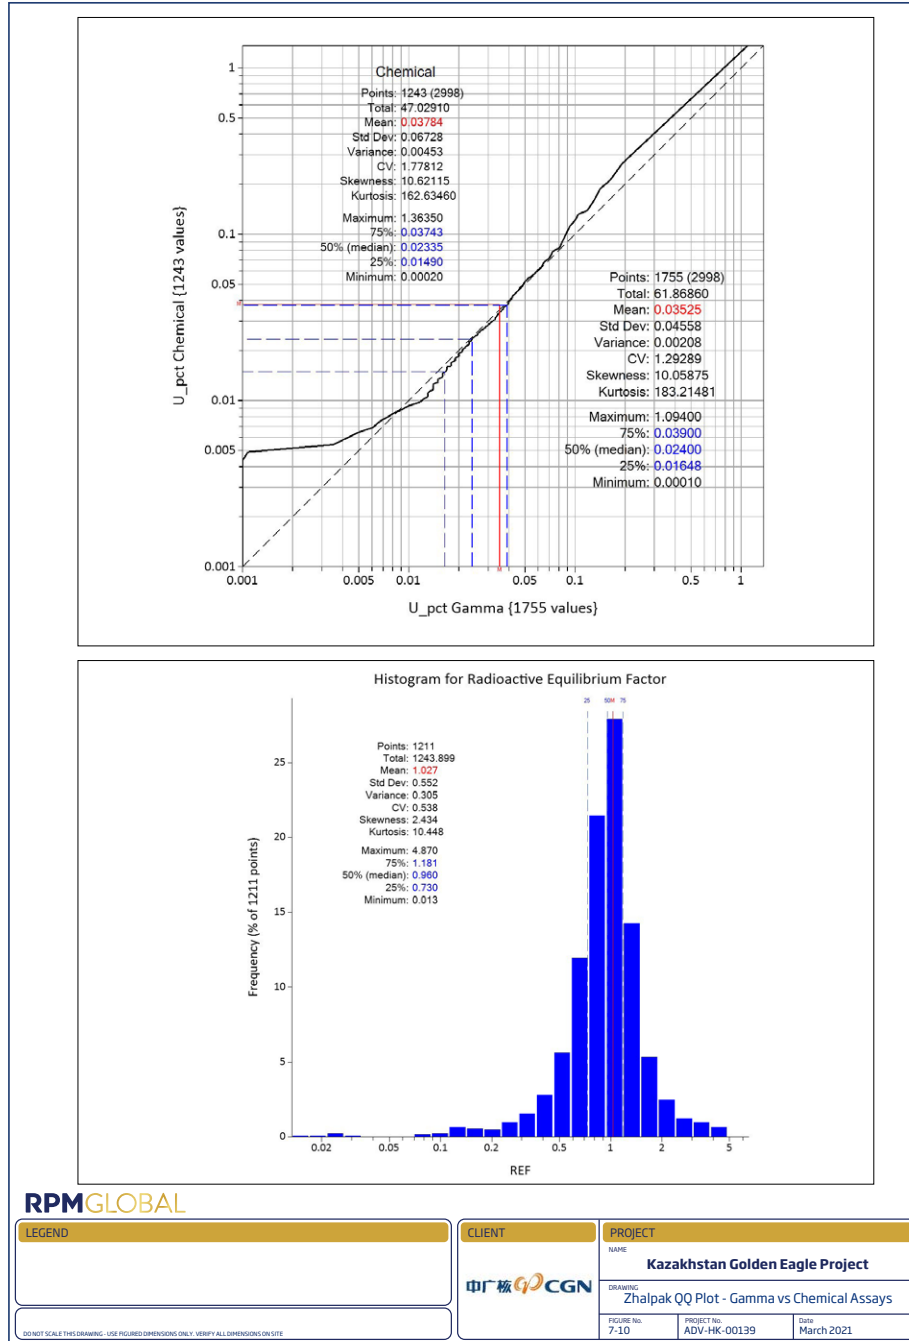 Chemical
Points: 1243 (2998)
Total: 47.02910
Mean: 0.03784
Std Dev: 0.06728
Variance: 0.00453
CV: 1.77812
Skewness: 10.62115
Kurtosis: 162.63460
Maximum: 1.36350
75%: 0.03743
50% (median): 0.02335
25%: 0.01490
Minimum: 0.00020
Points: 1755 (2998)
Total: 61.86860
Mean: 0.03525
Std Dev: 0.04558
Variance: 0.00208
CV: 1.29289
Skewness: 10.05875
Kurtosis: 183.21481
Maximum: 1.09400
75%: 0.03900
50% (median): 0.02400
25%: 0.01648
Minimum: 0.00010
U_pct Chemical {1243 values}
1
0.5
0.1
0.05
0.01
0.005
0.001
0.001 0.005 0.01 0.05 0.1 0.5 1
U_pct Gamma {1755 values}
Histogram for Radioactive Equilibrium Factor
25 50 M 75
Points: 1211
Total: 1243.899
Mean: 1.027
Std Dev: 0.552
Variance: 0.305
CV: 0.538
Skewness: 2.434
Kurtosis: 10.448
Maximum: 4.870
75%: 1.181
50% (median): 0.960
25%: 0.730
Minimum: 0.013
Frequency (% of 1211 points)
25
20
15
10
5
0
0.02 0.05 0.1 0.2 0.5 1 2 5
REF
RPMGLOBAL
LEGEND
DO NOT SCALE THIS DRAWING - USE FIGURED DIMENSIONS ONLY. VERIFY ALL DIMENSIONS ON SITE
CLIENT
中广核 CGN
PROJECT
NAME
Kazakhstan Golden Eagle Project
DRAWING
Zhalpak QQ Plot - Gamma vs Chemical Assays
FIGURE No.
7-10
PROJECT No.
ADV-HK-00139
Date
March 2021